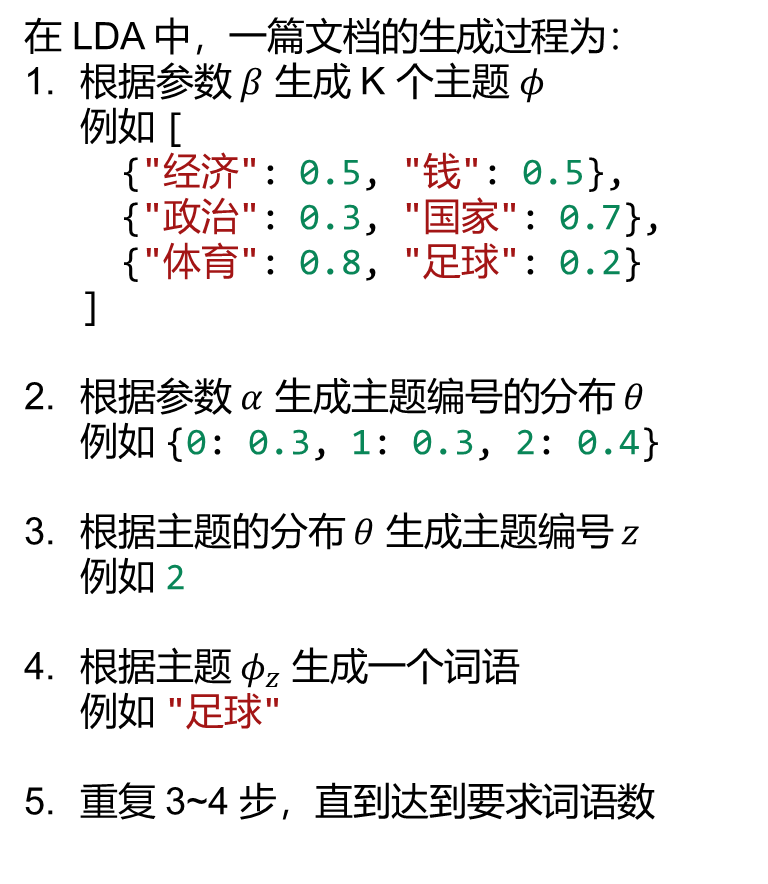 在 LDA 中，一篇文档的生成过程为：
1. 根据参数 β 生成 K 个主题 ϕ
例如 [
{"经济": 0.5, "钱": 0.5},
{"政治": 0.3, "国家": 0.7},
{"体育": 0.8, "足球": 0.2}
]
2. 根据参数 α 生成主题编号的分布 θ
例如 {0: 0.3, 1: 0.3, 2: 0.4}
3. 根据主题的分布 θ 生成主题编号 z
例如 2
4. 根据主题 ϕz 生成一个词语
例如 "足球"
5. 重复 3~4 步，直到达到要求词语数